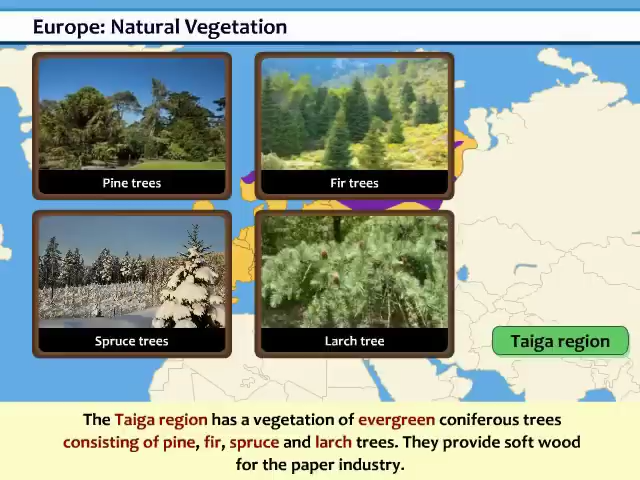 Europe: Natural Vegetation
Pine trees
Fir trees
Spruce trees
Larch tree
Taiga region
The Taiga region has a vegetation of evergreen coniferous trees
consisting of pine, fir, spruce and larch trees. They provide soft wood
for the paper industry.